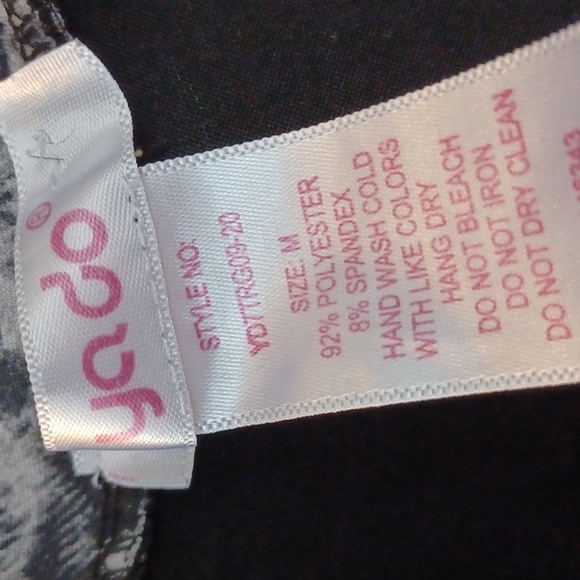 yado®
STYLE NO:
YD77RG09-20
SIZE: M
92% POLYESTER
8% SPANDEX
HAND WASH COLD
WITH LIKE COLORS
HANG DRY
DO NOT BLEACH
DO NOT IRON
DO NOT DRY CLEAN